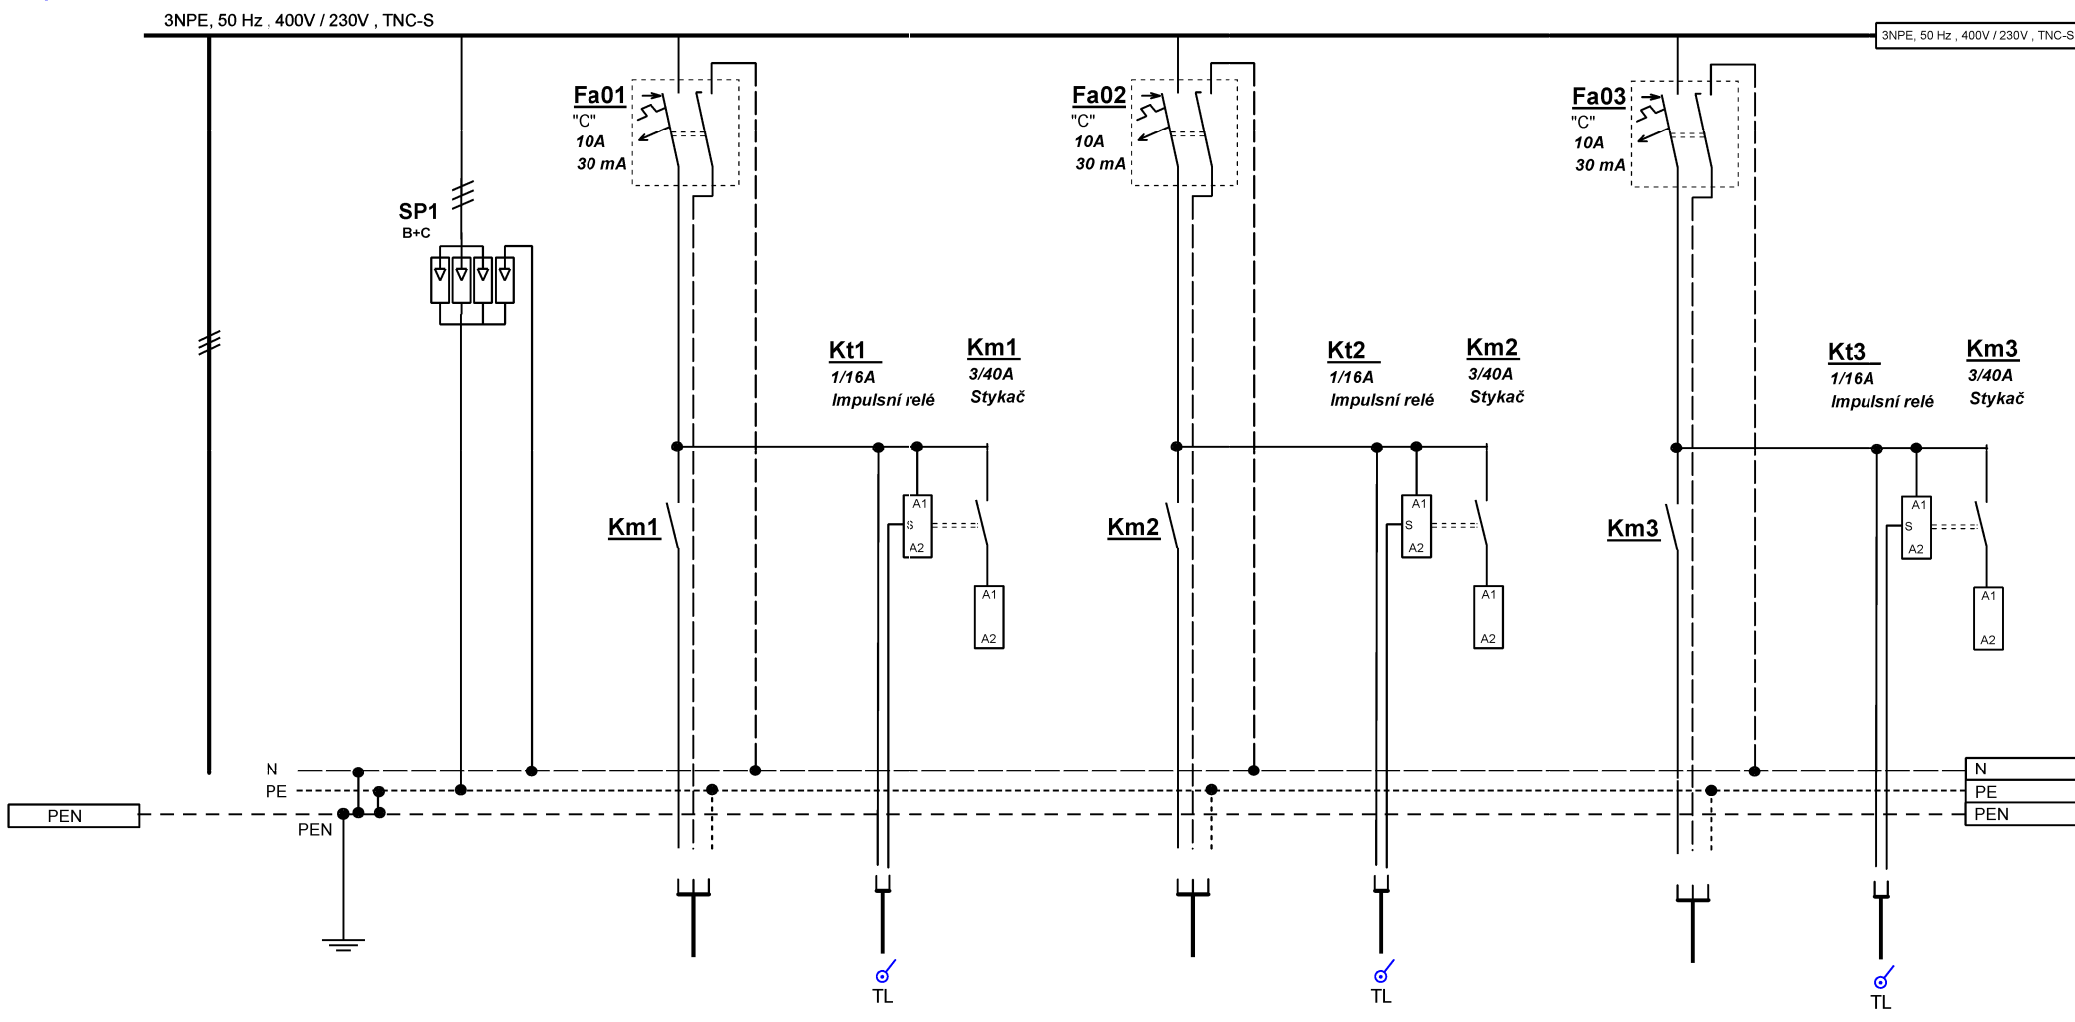 3NPE, 50 Hz , 400V / 230V , TNC-S
3NPE, 50 Hz , 400V / 230V , TNC-S
Fa01
"C"
10A
30 mA
Fa02
"C"
10A
30 mA
Fa03
"C"
10A
30 mA
SP1
B+C
Kt1
1/16A
Impulsní relé
Km1
3/40A
Stykač
Kt2
1/16A
Impulsní relé
Km2
3/40A
Stykač
Kt3
1/16A
Impulsní relé
Km3
3/40A
Stykač
Km1
A1
S
A2
A1
A2
Km2
A1
S
A2
A1
A2
Km3
A1
S
A2
A1
A2
N
PE
PEN
PEN
N
PE
PEN
TL
TL
TL